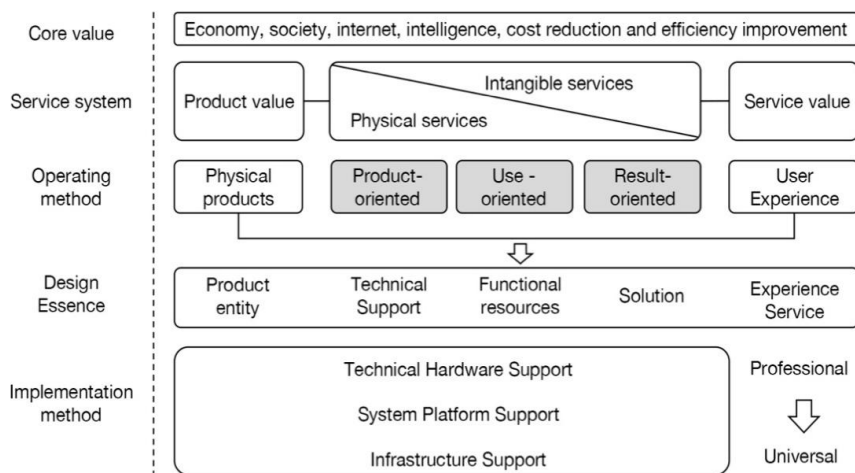 Core value
Economy, society, internet, intelligence, cost reduction and efficiency improvement
Service system
Product value
Intangible services
Physical services
Service value
Operating
method
Physical
products
Product-
oriented
Use -
oriented
Result-
oriented
User
Experience
Design
Essence
Product
entity
Technical
Support
Functional
resources
Solution
Experience
Service
Implementation
method
Technical Hardware Support
System Platform Support
Infrastructure Support
Professional
Universal